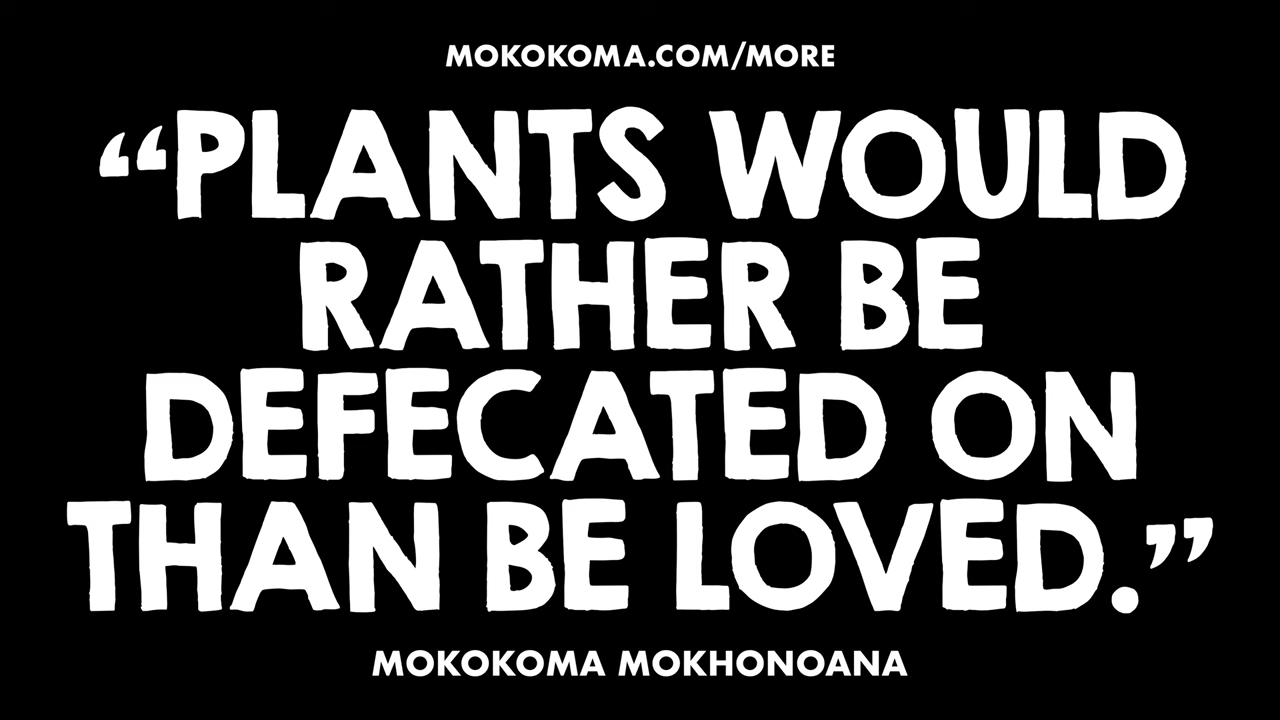 MOKOKOMA.COM/MORE
“PLANTS WOULD
RATHER BE
DEFECATED ON
THAN BE LOVED.”
MOKOKOMA MOKHONOANA